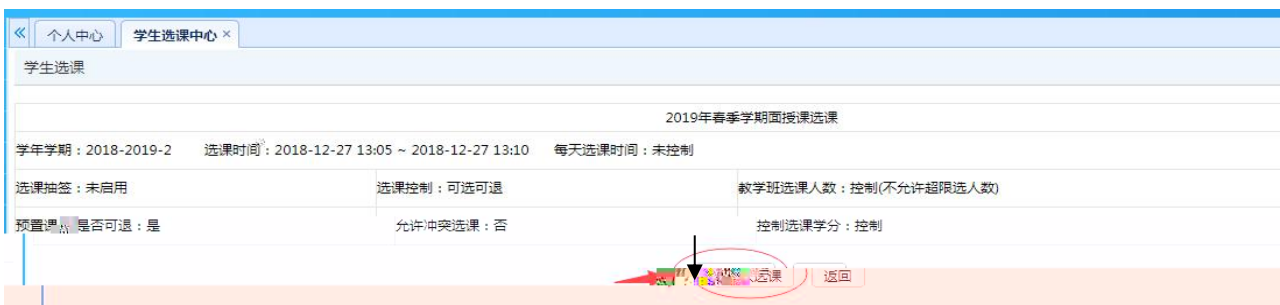 个人中心 学生选课中心
学生选课
2019年春季学期面授课选课
学年学期：2018-2019-2 选课时间：2018-12-27 13:05 ~ 2018-12-27 13:10 每天选课时间：未控制
选课抽签：未启用 选课控制：可选可退 教学班选课人数：控制(不允许超限选人数)
预置课 是否可退：是 允许冲突选课：否 控制选课学分：控制
选课 返回